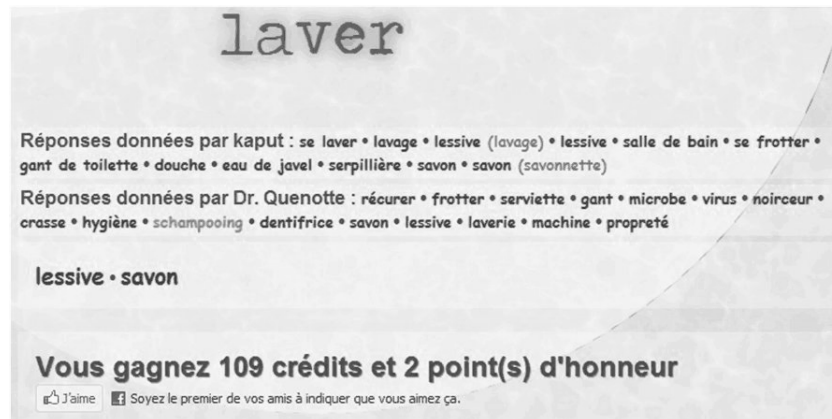 laver
Réponses données par kaput : se laver • lavage • lessive (lavage) • lessive • salle de bain • se frotter •
gant de toilette • douche • eau de javel • serpillière • savon • savon (savonnette)
Réponses données par Dr. Quenotte : récurer • frotter • serviette • gant • microbe • virus • noirceur •
crasse • hygiène • schampooing • dentifrice • savon • lessive • laverie • machine • propreté
lessive • savon
Vous gagnez 109 crédits et 2 point(s) d'honneur
J'aime Soyez le premier de vos amis à indiquer que vous aimez ça.